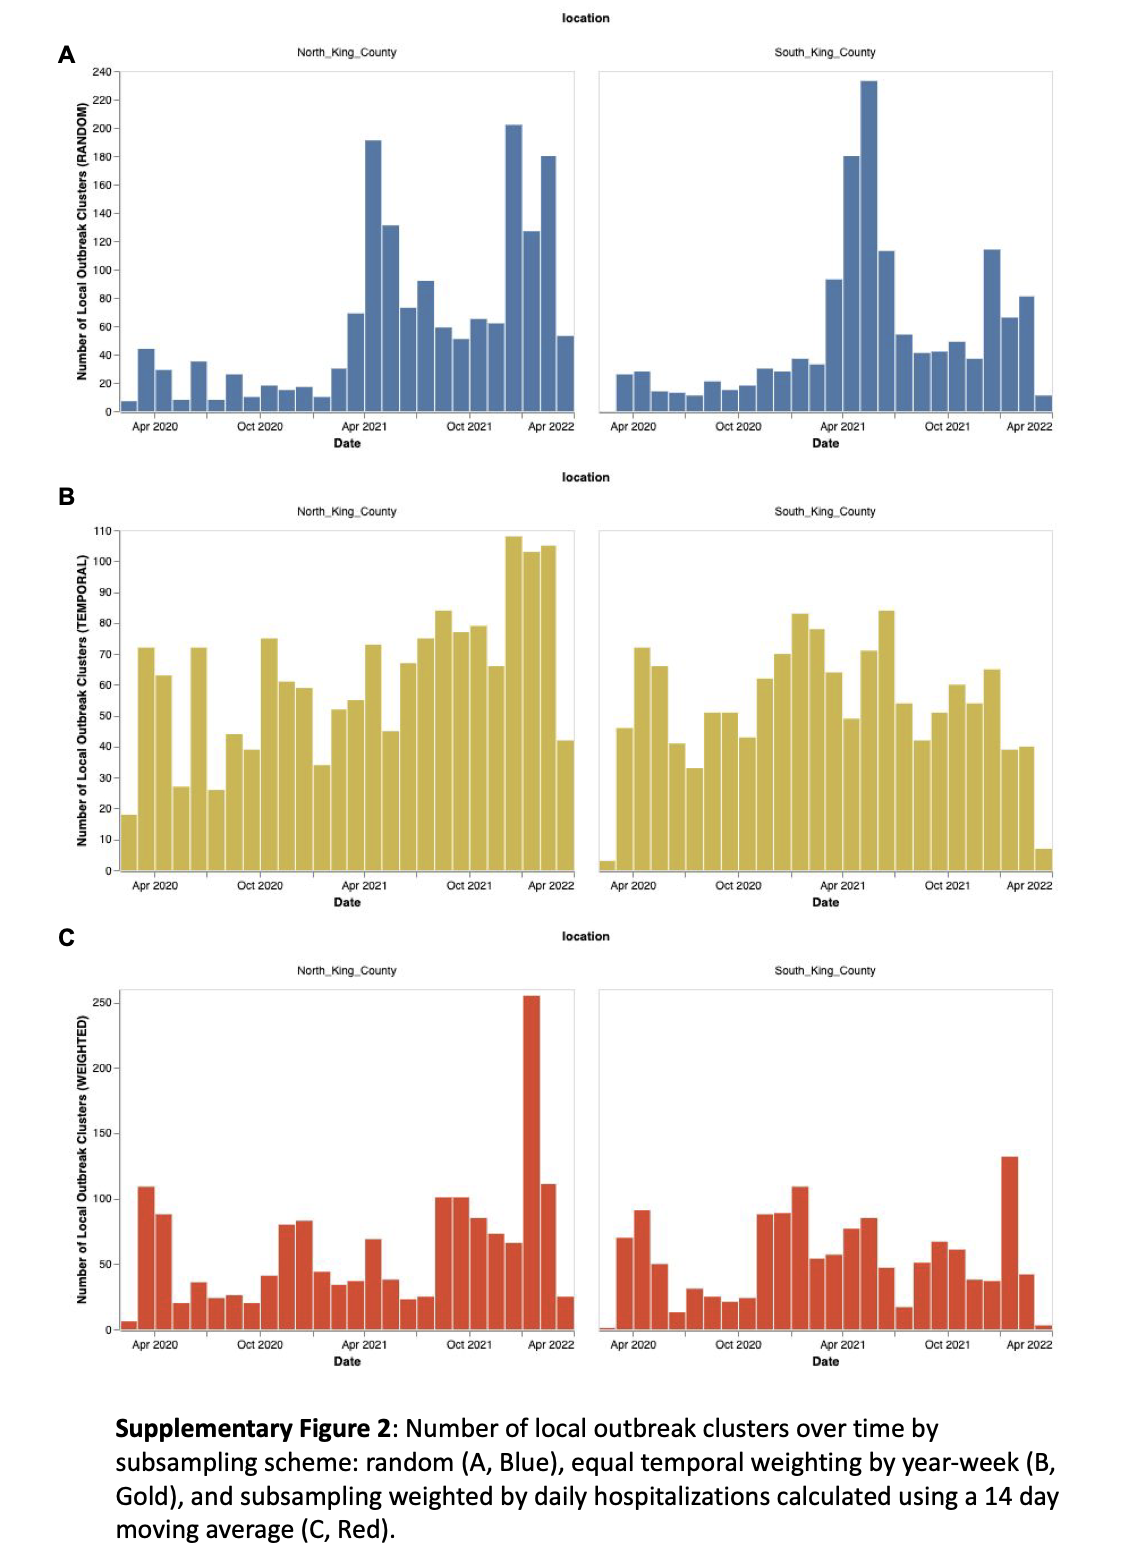 location
A
North_King_County
South_King_County
Number of Local Outbreak Clusters (RANDOM)
240
220
200
180
160
140
120
100
80
60
40
20
0
Apr 2020 Oct 2020 Apr 2021 Oct 2021 Apr 2022
Date
Apr 2020 Oct 2020 Apr 2021 Oct 2021 Apr 2022
Date
location
B
North_King_County
South_King_County
Number of Local Outbreak Clusters (TEMPORAL)
110
100
90
80
70
60
50
40
30
20
10
0
Apr 2020 Oct 2020 Apr 2021 Oct 2021 Apr 2022
Date
Apr 2020 Oct 2020 Apr 2021 Oct 2021 Apr 2022
Date
location
C
North_King_County
South_King_County
Number of Local Outbreak Clusters (WEIGHTED)
250
200
150
100
50
0
Apr 2020 Oct 2020 Apr 2021 Oct 2021 Apr 2022
Date
Apr 2020 Oct 2020 Apr 2021 Oct 2021 Apr 2022
Date
Supplementary Figure 2: Number of local outbreak clusters over time by
subsampling scheme: random (A, Blue), equal temporal weighting by year-week (B,
Gold), and subsampling weighted by daily hospitalizations calculated using a 14 day
moving average (C, Red).